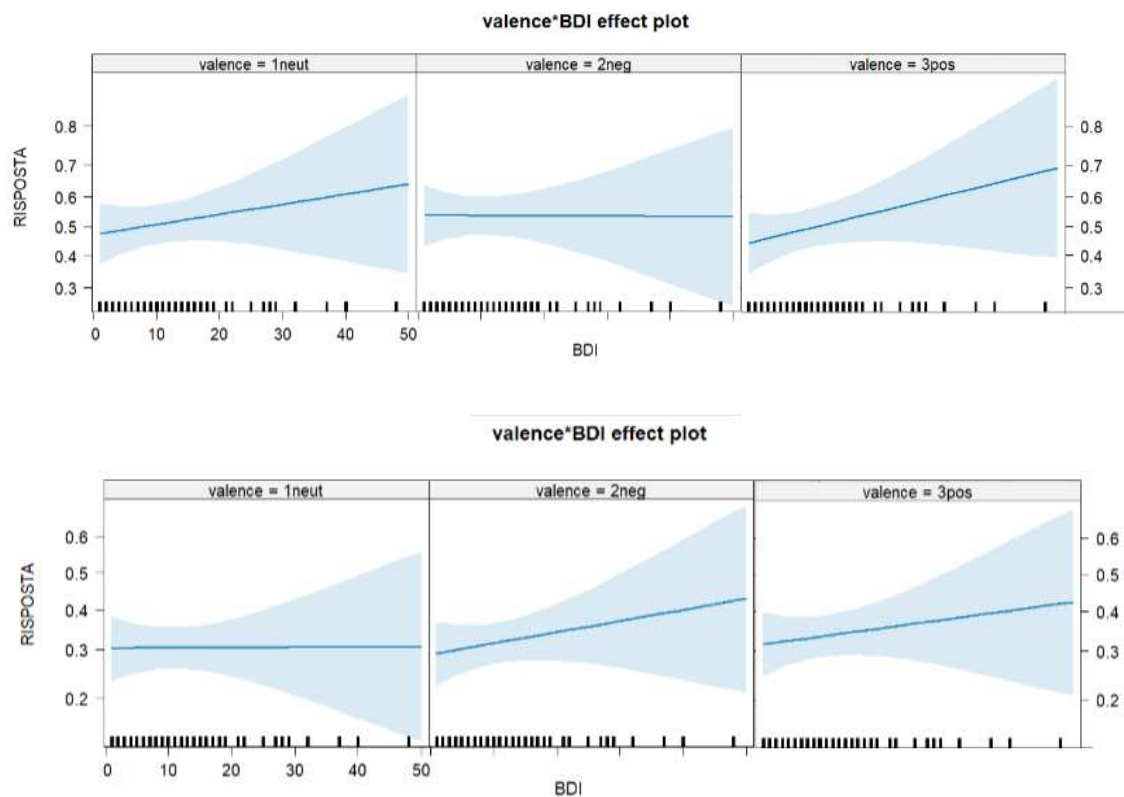 valence*BDI effect plot
valence = 1neut valence = 2neg valence = 3pos
0.8 0.8
0.7 0.7
0.6 0.6
0.5 0.5
0.4 0.4
0.3 0.3
RISPOSTA
0 10 20 30 40 50
BDI
valence*BDI effect plot
valence = 1neut valence = 2neg valence = 3pos
0.6 0.6
0.5 0.5
0.4 0.4
0.3 0.3
0.2 0.2
RISPOSTA
0 10 20 30 40 50
BDI